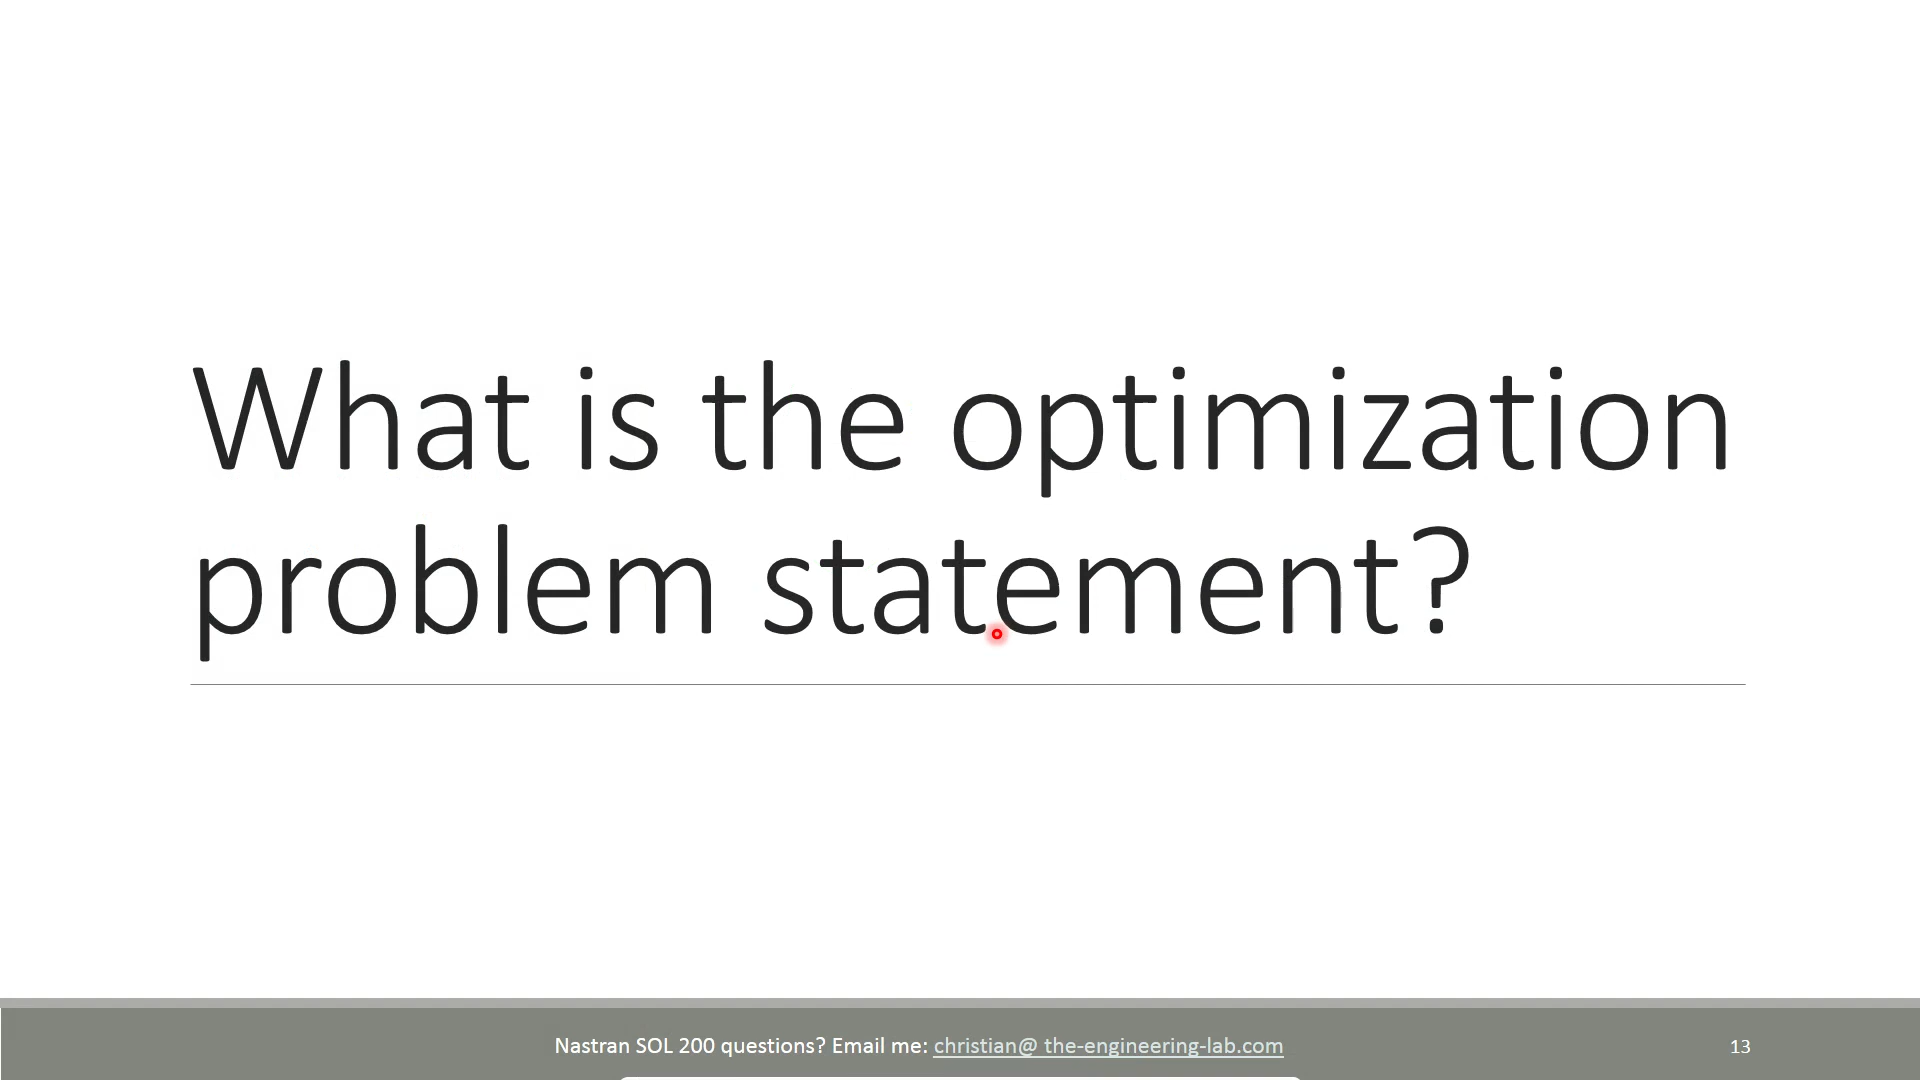 What is the optimization
problem statement?
Nastran SOL 200 questions? Email me: christian@ the-engineering-lab.com
13